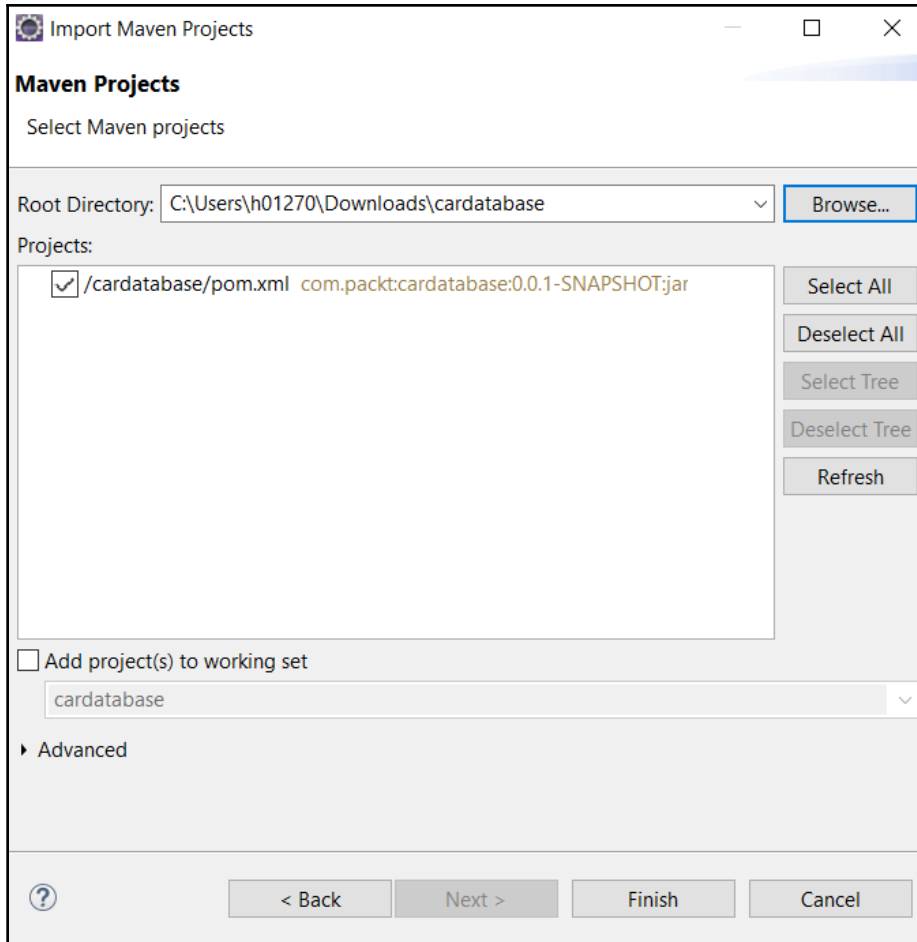 Import Maven Projects
Maven Projects
Select Maven projects
Root Directory: C:\Users\h01270\Downloads\cardatabase Browse...
Projects:
/cardatabase/pom.xml com.packt:cardatabase:0.0.1-SNAPSHOT:jar
Select All
Deselect All
Select Tree
Deselect Tree
Refresh
Add project(s) to working set
cardatabase
Advanced
? < Back Next > Finish Cancel